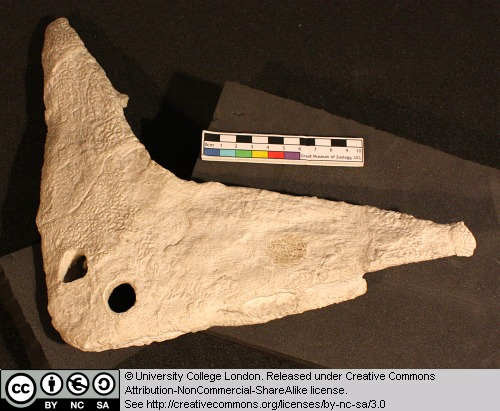 0cm 1 2 3 4 5 6 7 8 9 10
Grant Museum of Zoology, UCL
© University College London. Released under Creative Commons
Attribution-NonCommercial-ShareAlike license.
See http://creativecommons.org/licenses/by-nc-sa/3.0
cc
BY NC SA